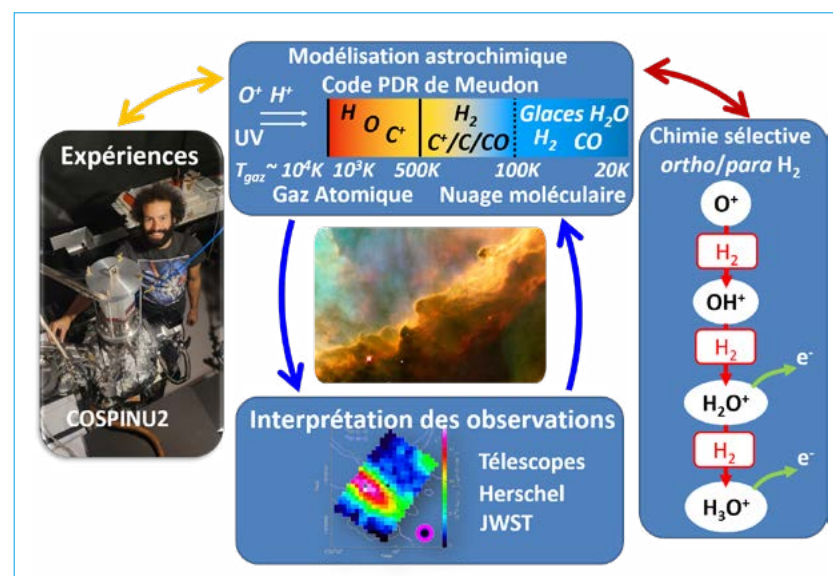 Modélisation astrochimique
Code PDR de Meudon
O⁺ H⁺
UV
H O C⁺
H₂
C⁺/C/CO
Glaces H₂O
H₂ CO
T_gaz ~ 10⁴K 10³K 500K 100K 20K
Gaz Atomique Nuage moléculaire
Expériences
COSPINU2
Interprétation des observations
Télescopes
Herschel
JWST
Chimie sélective
ortho/para H₂
O⁺
H₂
OH⁺
H₂
e⁻
H₂O⁺
H₂
e⁻
H₃O⁺